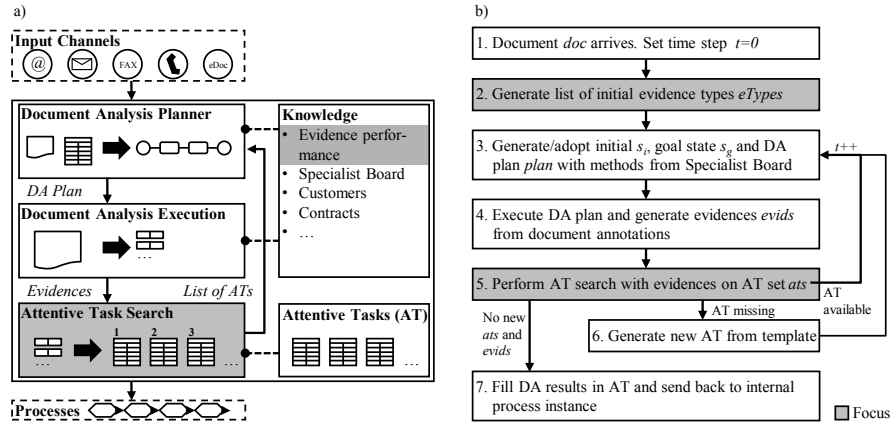 a)
Input Channels
@
FAX
eDoc
Document Analysis Planner
DA Plan
Document Analysis Execution
…
Evidences
List of ATs
Attentive Task Search
1 2 3
… …
Processes
Knowledge
• Evidence perfor-
mance
• Specialist Board
• Customers
• Contracts
• …
Attentive Tasks (AT)
…
b)
1. Document doc arrives. Set time step t=0
2. Generate list of initial evidence types eTypes
3. Generate/adopt initial si, goal state sg and DA
plan plan with methods from Specialist Board
t++
4. Execute DA plan and generate evidences evids
from document annotations
5. Perform AT search with evidences on AT set ats
No new
ats and
evids
AT missing
AT
available
6. Generate new AT from template
7. Fill DA results in AT and send back to internal
process instance
Focus